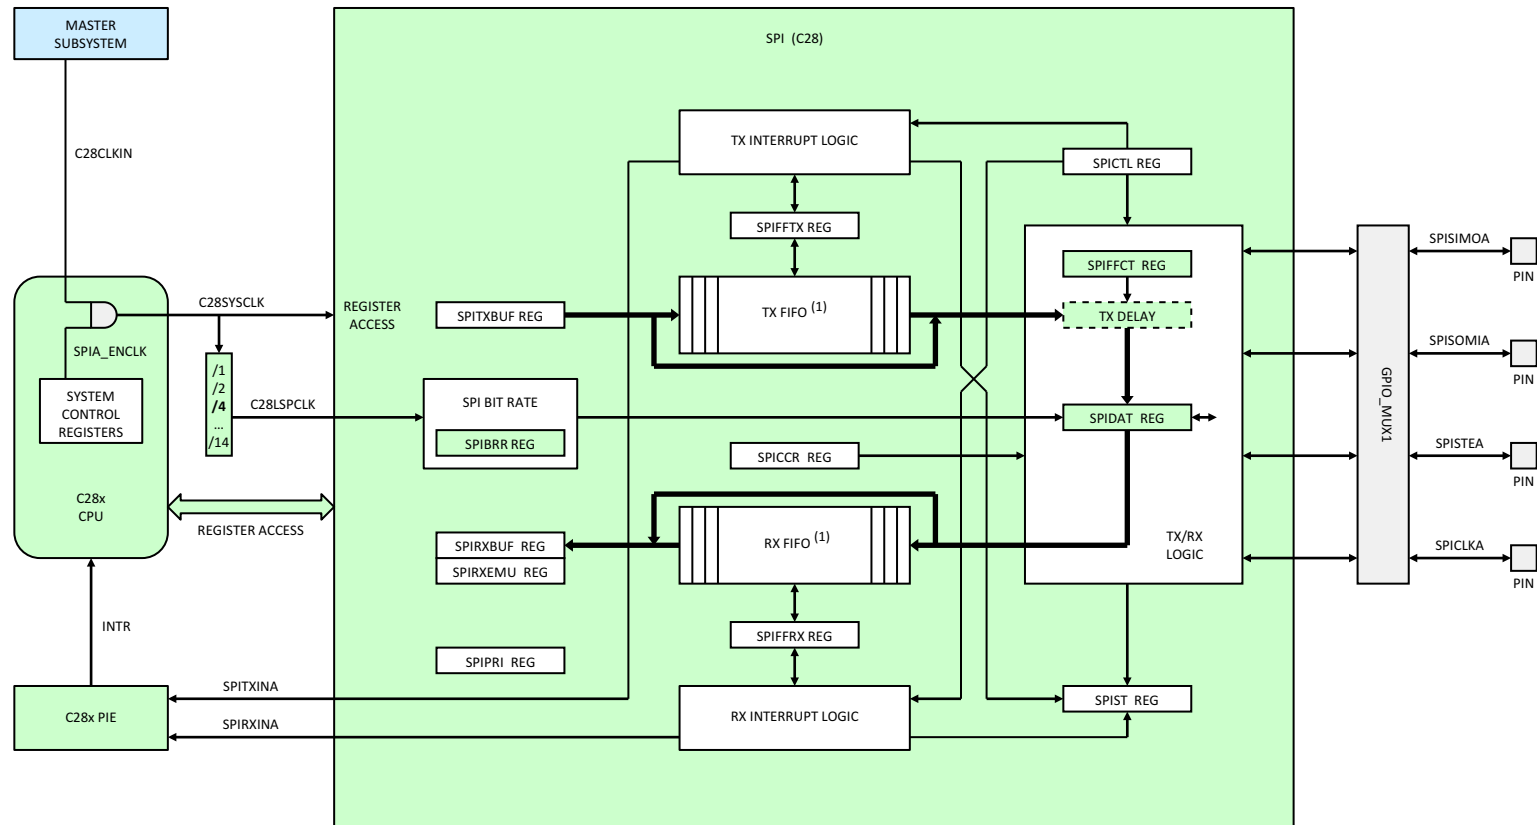 MASTER
SUBSYSTEM
SPI (C28)
C28CLKIN
TX INTERRUPT LOGIC
SPICTL REG
SPIFFTX REG
SPISIMOA
PIN
SPIFFCT REG
C28SYSCLK
REGISTER
ACCESS
SPITXBUF REG
TX FIFO (1)
TX DELAY
SPIA_ENCLK
SPISOMIA
PIN
/1
/2
/4
...
/14
SYSTEM
CONTROL
REGISTERS
C28LSPCLK
SPI BIT RATE
SPIBRR REG
SPIDAT REG
GPIO_MUX1
SPICCR REG
SPISTEA
PIN
C28x
CPU
REGISTER ACCESS
SPIRXBUF REG
SPIRXEMU REG
RX FIFO (1)
TX/RX
LOGIC
SPICLKA
PIN
INTR
SPIFFRX REG
SPIPRI REG
SPITXINA
C28x PIE
SPIRXINA
RX INTERRUPT LOGIC
SPIST REG